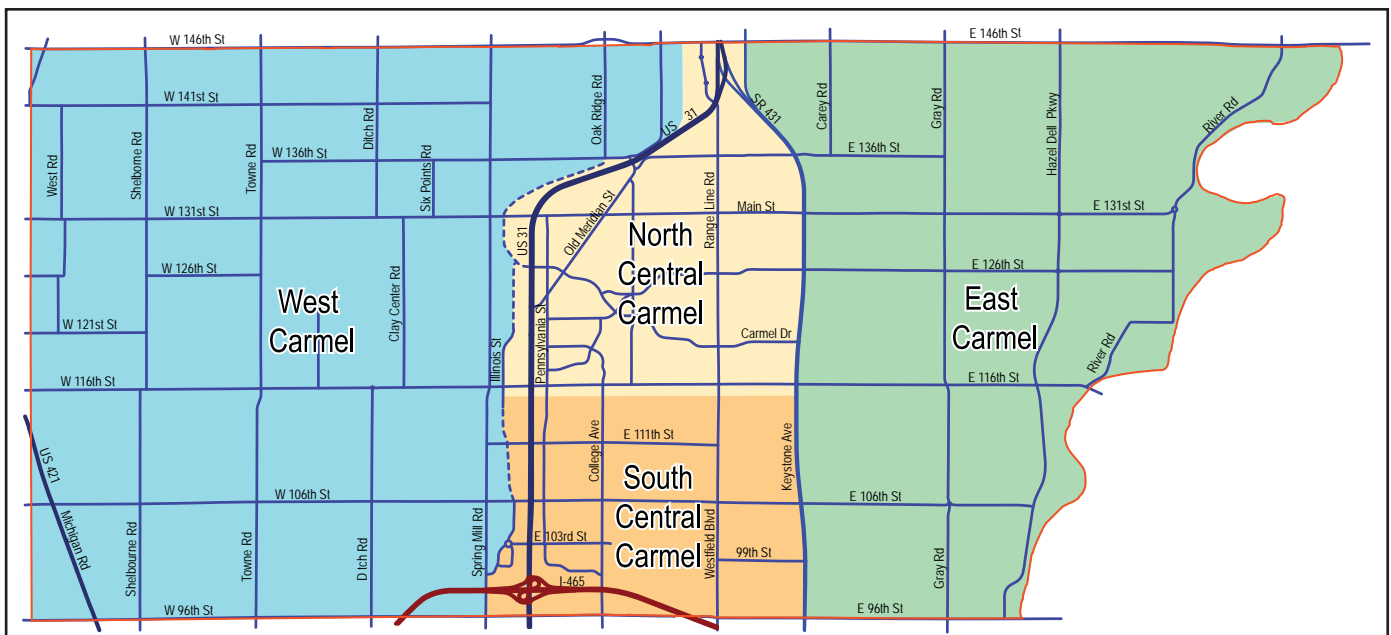 W 146th St
E 146th St
W 141st St
Oak Ridge Rd
US 31
SR 431
Carey Rd
Gray Rd
Hazel Dell Pkwy
River Rd
West Rd
Shelborne Rd
Towne Rd
Ditch Rd
W 136th St
Six Points Rd
E 136th St
W 131st St
Main St
E 131st St
Range Line Rd
Old Meridian St
US 31
North
Central
Carmel
W 126th St
E 126th St
West
Carmel
Clay Center Rd
East
Carmel
W 121st St
Illinois St
Pennsylvania St
Carmel Dr
River Rd
W 116th St
E 116th St
US 421
Michigan Rd
E 111th St
College Ave
Keystone Ave
South
Central
Carmel
W 106th St
E 106th St
Shelbourne Rd
Towne Rd
D itch Rd
Spring Mill Rd
E 103rd St
Westfield Blvd
99th St
Gray Rd
I-465
W 96th St
E 96th St